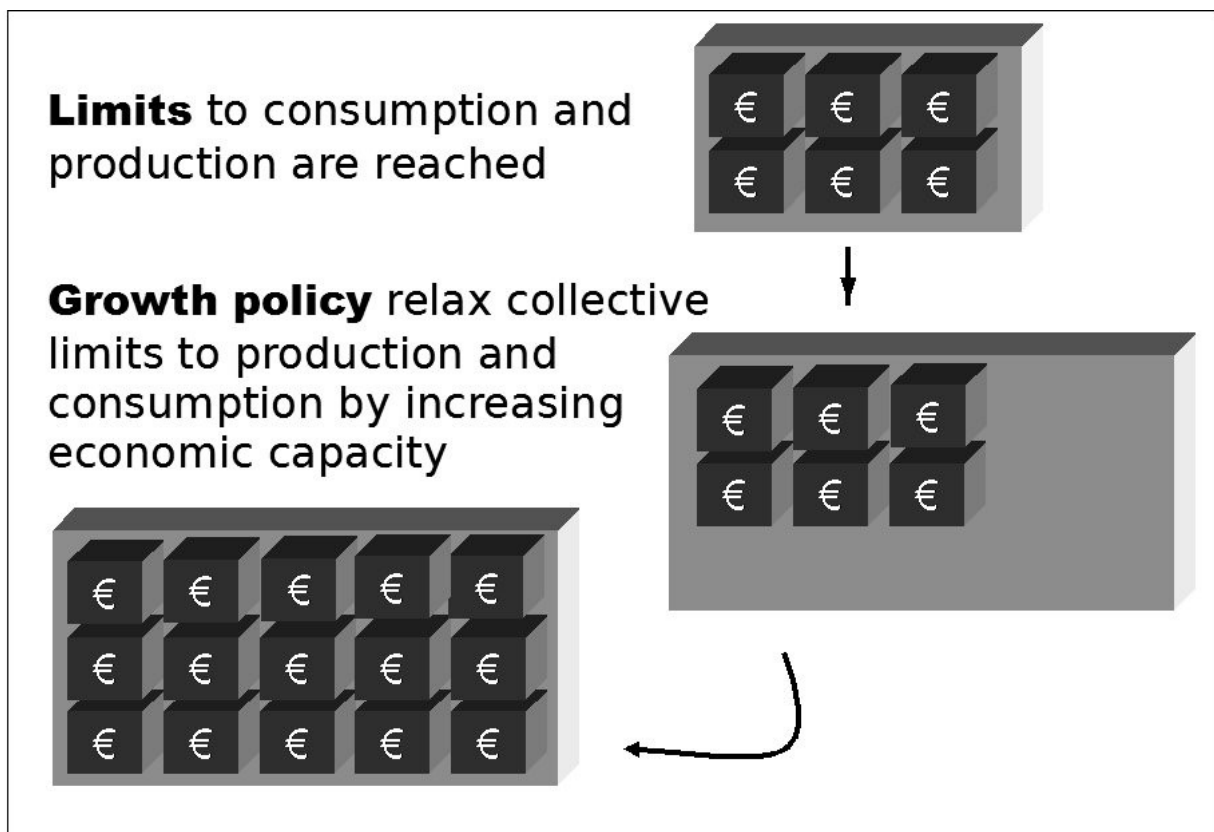 Limits to consumption and
production are reached
€ € €
€ € €
Growth policy relax collective
limits to production and
consumption by increasing
economic capacity
€ € €
€ € €
€ € € € €
€ € € € €
€ € € € €